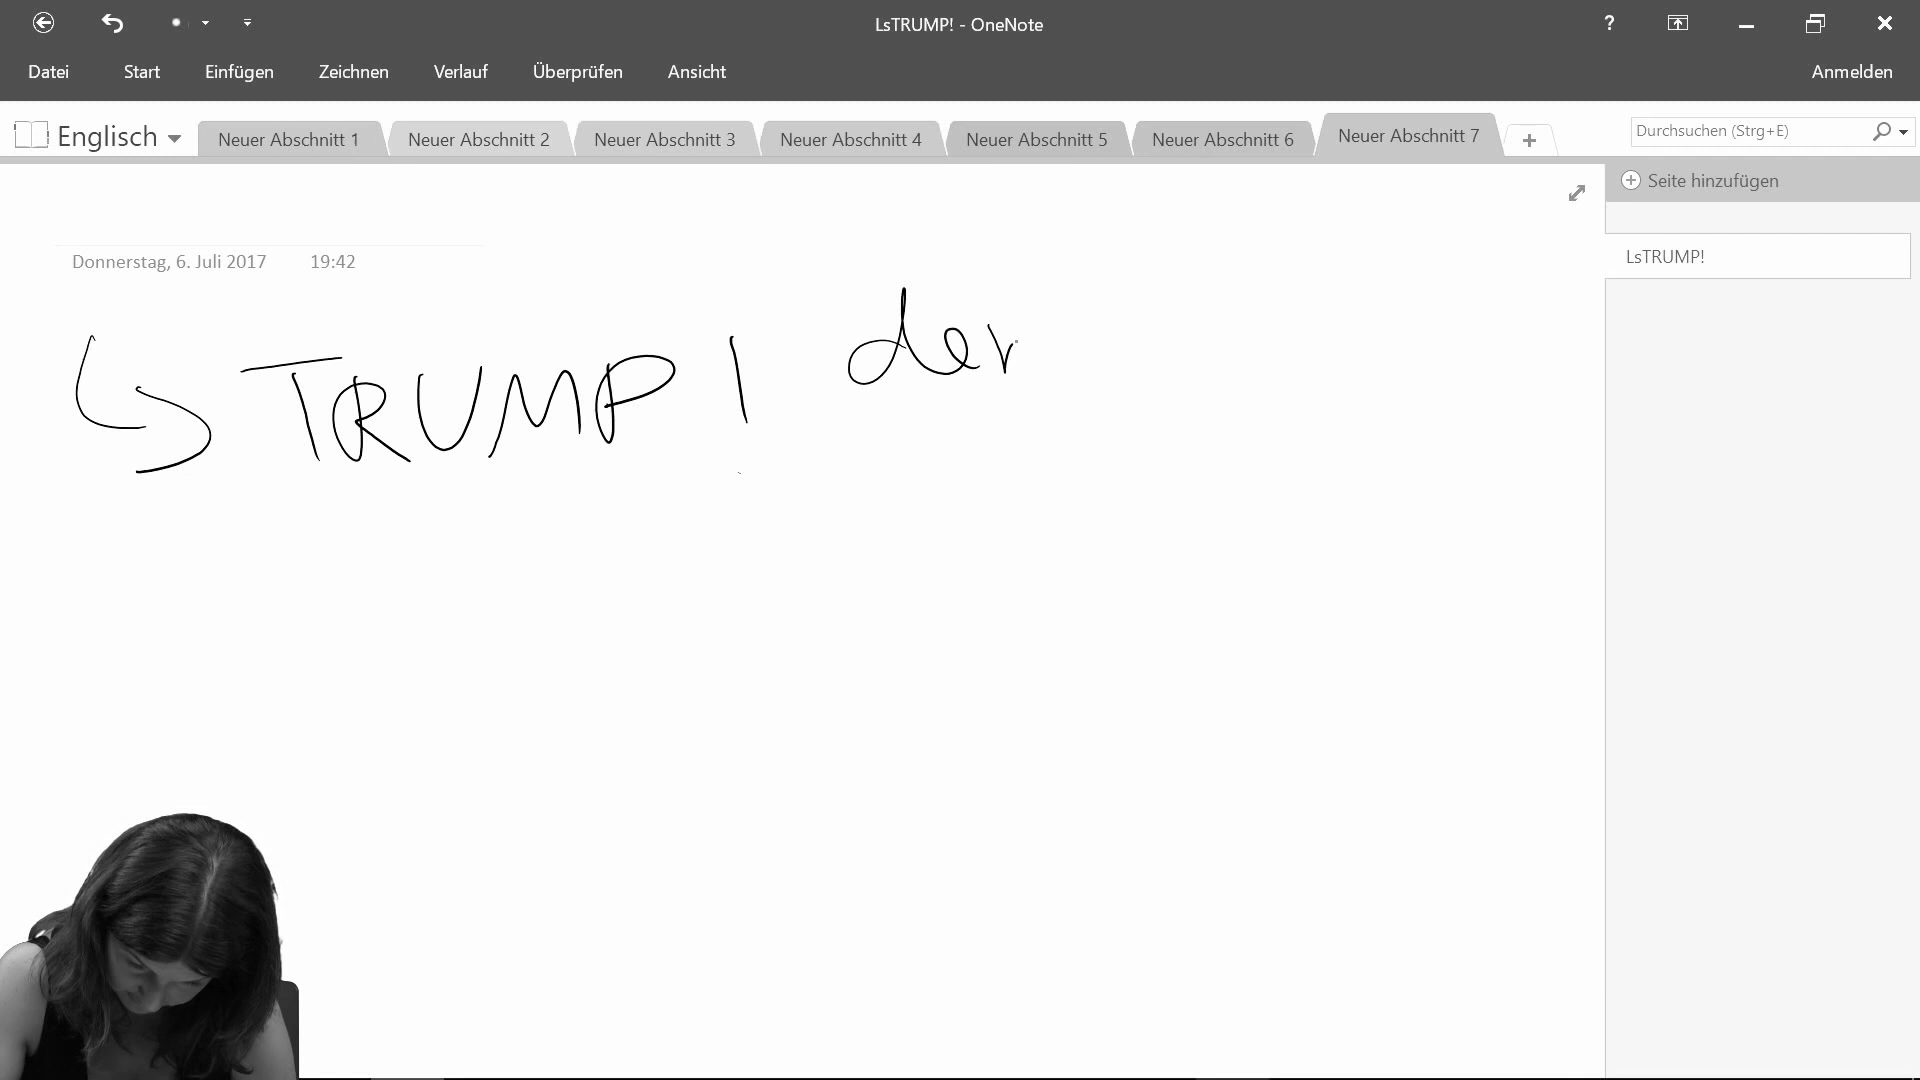 LsTRUMP! - OneNote
?
Datei Start Einfügen Zeichnen Verlauf Überprüfen Ansicht Anmelden
Englisch Neuer Abschnitt 1 Neuer Abschnitt 2 Neuer Abschnitt 3 Neuer Abschnitt 4 Neuer Abschnitt 5 Neuer Abschnitt 6 Neuer Abschnitt 7 + Durchsuchen (Strg+E)
Seite hinzufügen
LsTRUMP!
Donnerstag, 6. Juli 2017 19:42
TRUMP! der